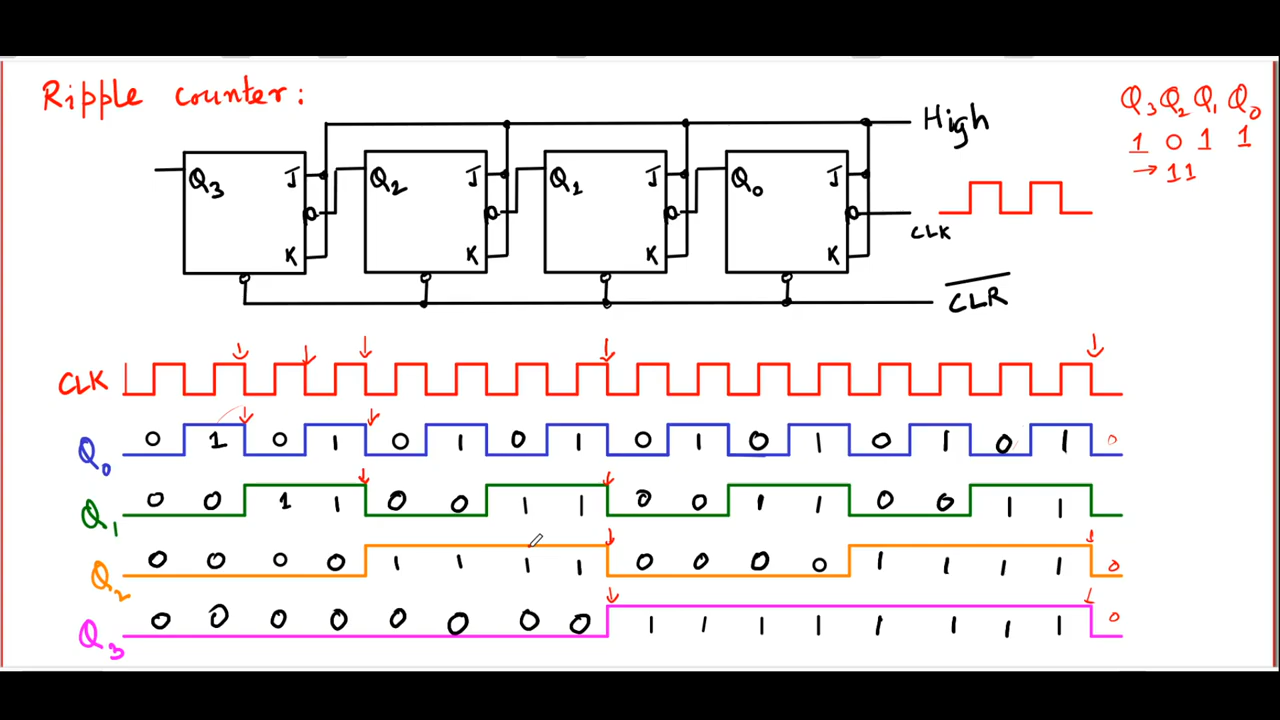 Ripple counter:
Q3 Q2 Q1 Q0
1 0 1 1
→ 11
High
Q3 J K
Q2 J K
Q1 J K
Q0 J K
CLK
CLR
CLK
Q0 0 1 0 1 0 1 0 1 0 1 0 1 0 1 0 1 0
Q1 0 0 1 1 0 0 1 1 0 0 1 1 0 0 1 1
Q2 0 0 0 0 1 1 1 1 0 0 0 0 1 1 1 1 0
Q3 0 0 0 0 0 0 0 0 1 1 1 1 1 1 1 1 0